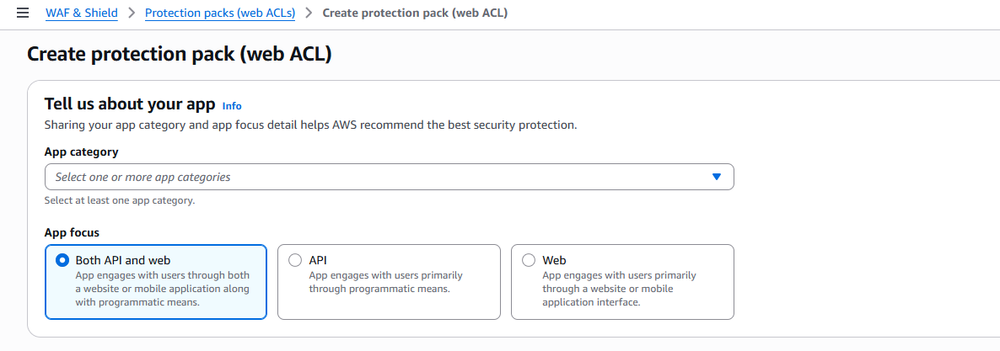 WAF & Shield > Protection packs (web ACLs) > Create protection pack (web ACL)
Create protection pack (web ACL)
Tell us about your app Info
Sharing your app category and app focus detail helps AWS recommend the best security protection.
App category
Select one or more app categories
Select at least one app category.
App focus
Both API and web
App engages with users through both
a website or mobile application along
with programmatic means.
API
App engages with users primarily
through programmatic means.
Web
App engages with users primarily
through a website or mobile
application interface.